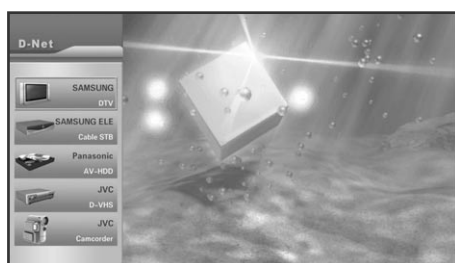 D-Net
SAMSUNG
DTV
SAMSUNG ELE
Cable STB
Panasonic
AV-HDD
JVC
D-VHS
JVC
Camcorder